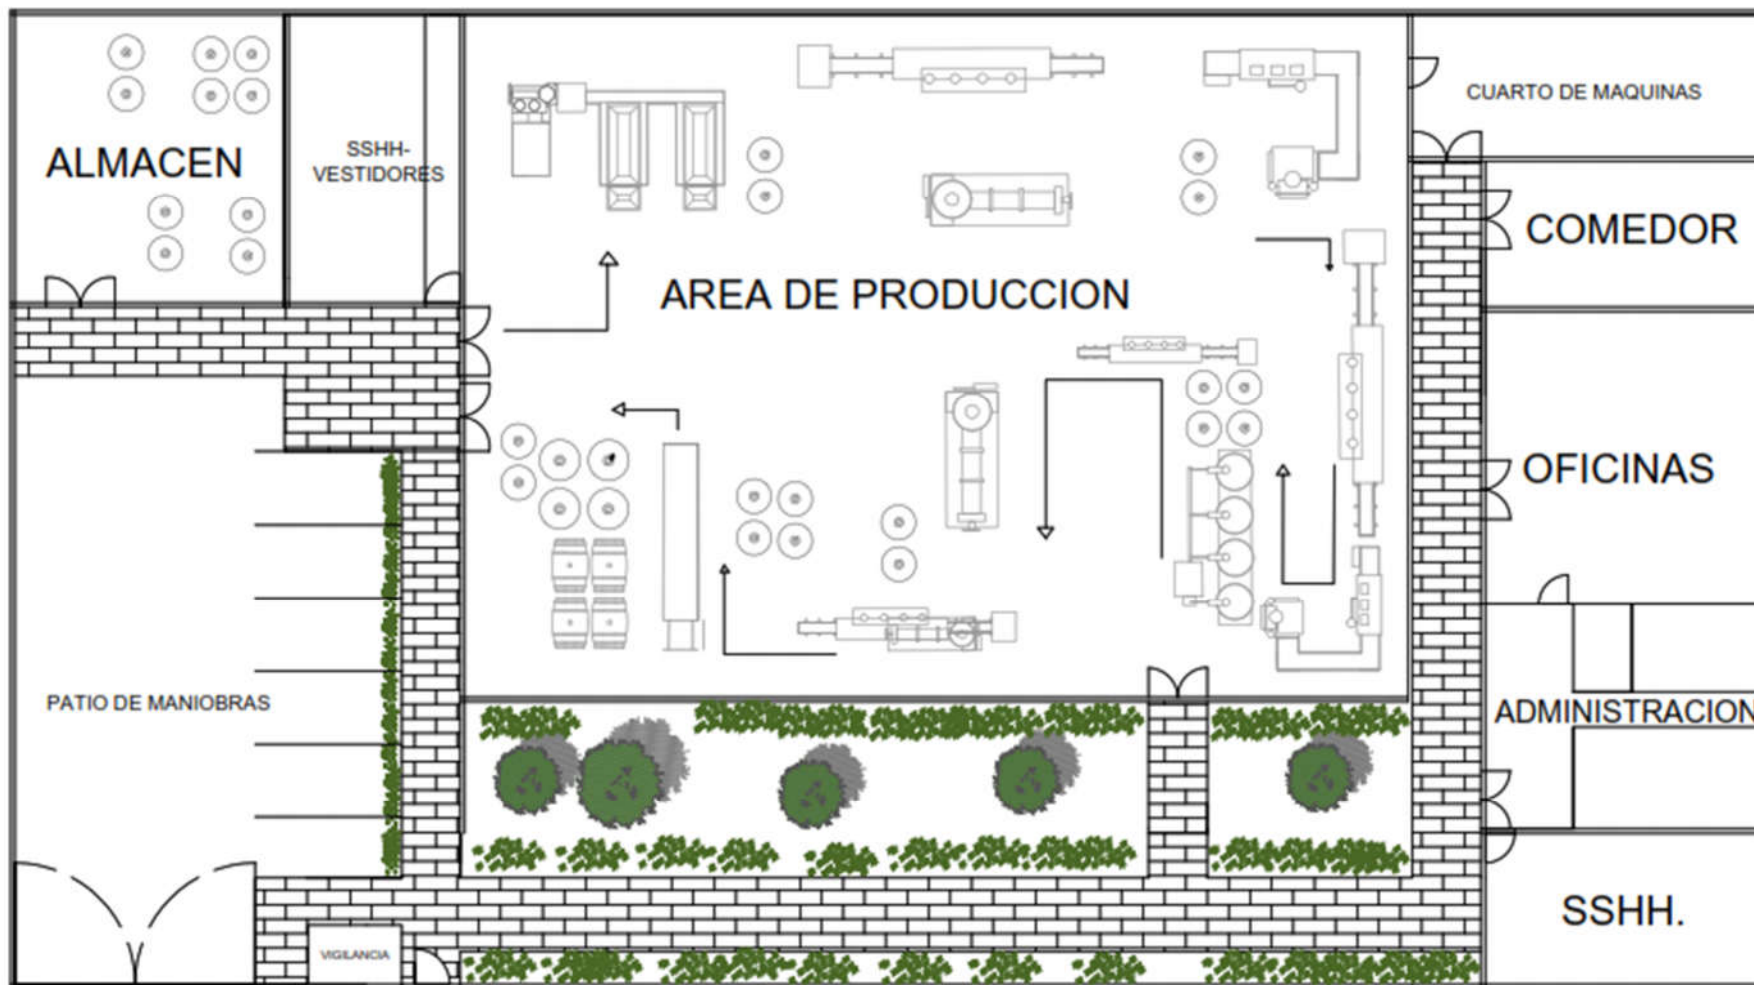 CUARTO DE MAQUINAS
ALMACEN
SSHH-
VESTIDORES
COMEDOR
AREA DE PRODUCCION
OFICINAS
PATIO DE MANIOBRAS
ADMINISTRACION
SSHH.
VIGILANCIA